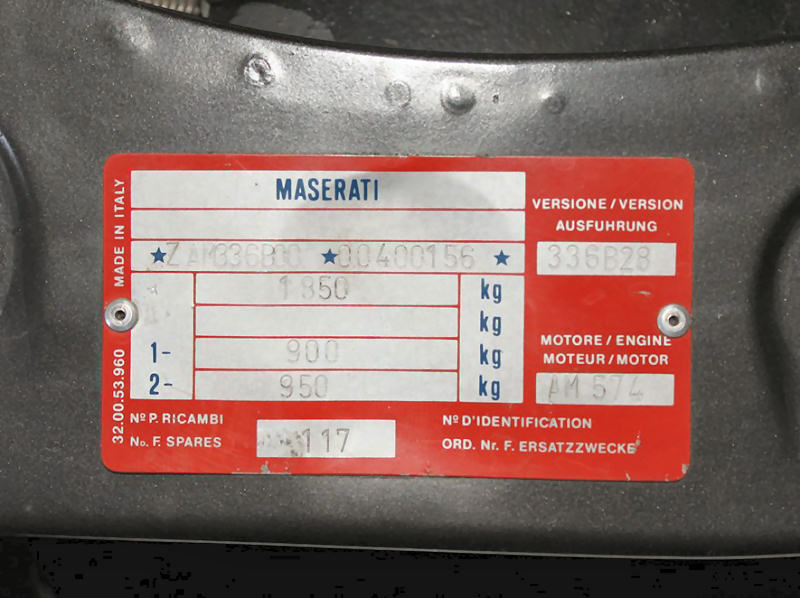 MADE IN ITALY
32.00.53.960
MASERATI
★ZAM336B00 ★00400156 ★
1850 kg
kg
1- 900 kg
2- 950 kg
VERSIONE / VERSION
AUSFUHRUNG
336B28
MOTORE / ENGINE
MOTEUR / MOTOR
AM 574
Nº P. RICAMBI
No. F. SPARES
117
Nº D'IDENTIFICATION
ORD. Nr. F. ERSATZZWECKE